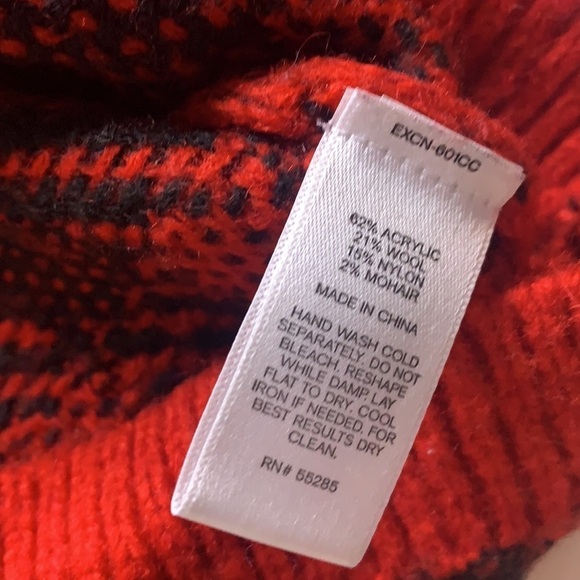 EXCN-601CC
62% ACRYLIC
21% WOOL
15% NYLON
2% MOHAIR
MADE IN CHINA
HAND WASH COLD
SEPARATELY. DO NOT
BLEACH. RESHAPE
WHILE DAMP. LAY
FLAT TO DRY. COOL
IRON IF NEEDED. FOR
BEST RESULTS DRY
CLEAN.
RN# 55285